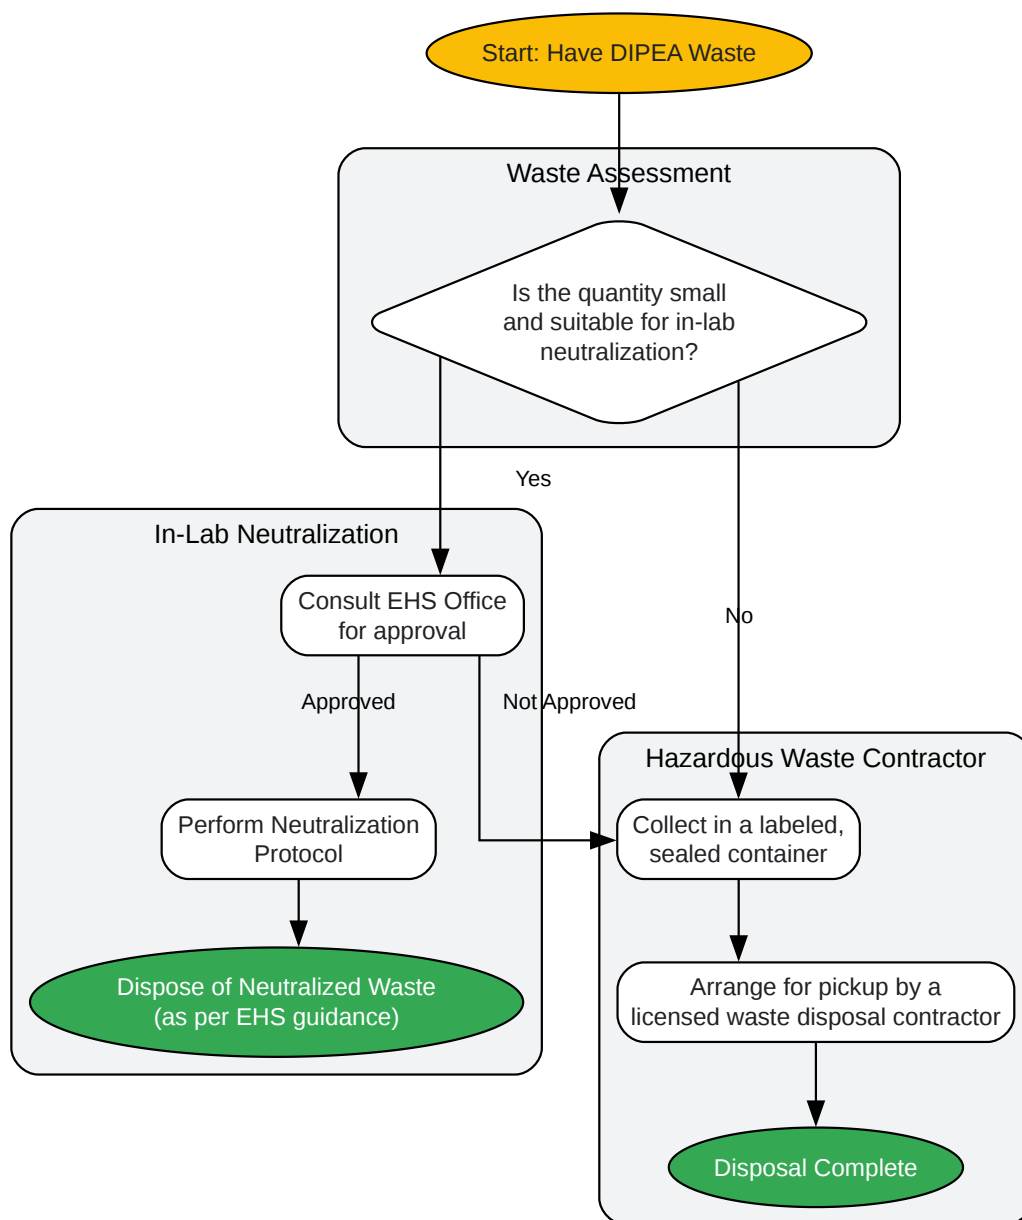 Start: Have DIPEA Waste
Waste Assessment
Is the quantity small
and suitable for in-lab
neutralization?
Yes
In-Lab Neutralization
Consult EHS Office
for approval
No
Approved
Not Approved
Hazardous Waste Contractor
Perform Neutralization
Protocol
Collect in a labeled,
sealed container
Dispose of Neutralized Waste
(as per EHS guidance)
Arrange for pickup by a
licensed waste disposal contractor
Disposal Complete